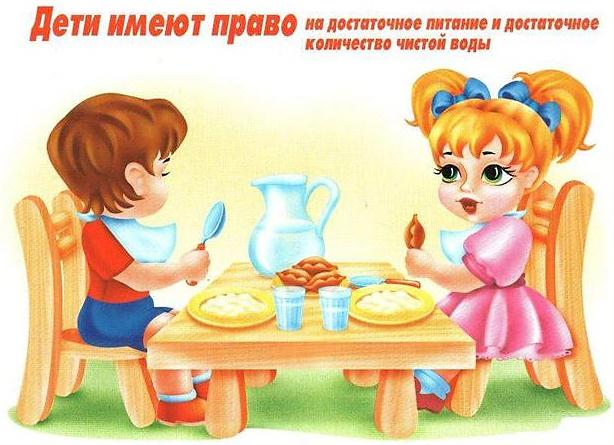 Дети имеют право на достаточное питание и достаточное
количество чистой воды